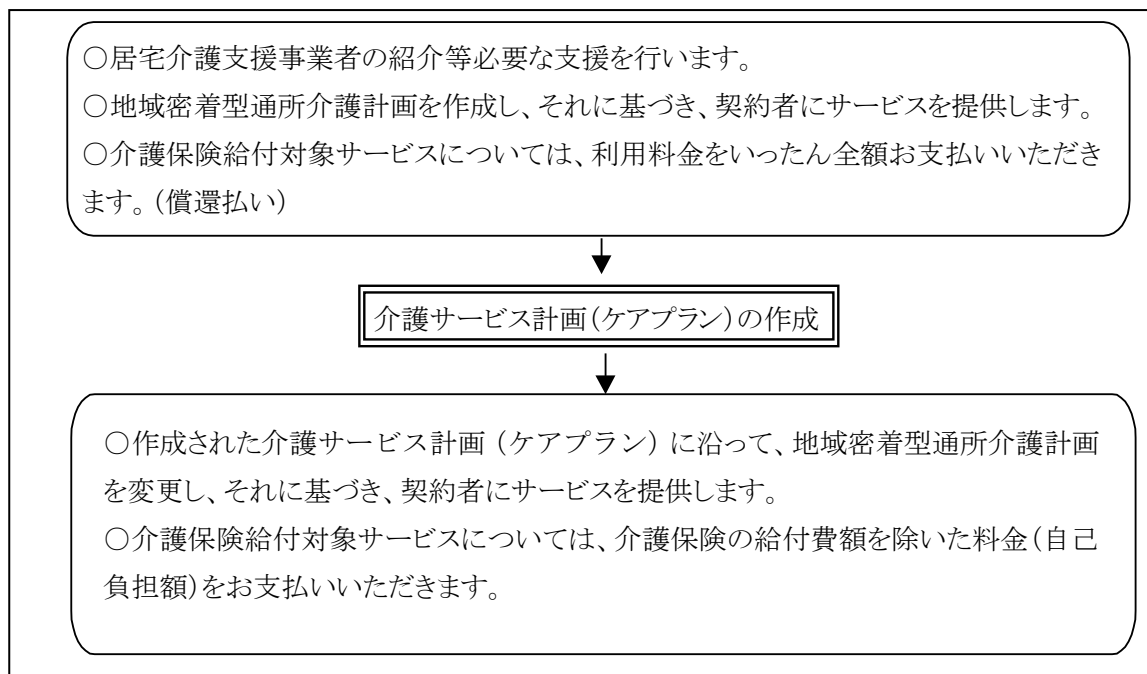 ○居宅介護支援事業者の紹介等必要な支援を行います。
○地域密着型通所介護計画を作成し、それに基づき、契約者にサービスを提供します。
○介護保険給付対象サービスについては、利用料金をいったん全額お支払いいただき
ます。(償還払い)
介護サービス計画(ケアプラン)の作成
○作成された介護サービス計画(ケアプラン)に沿って、地域密着型通所介護計画
を変更し、それに基づき、契約者にサービスを提供します。
○介護保険給付対象サービスについては、介護保険の給付費額を除いた料金(自己
負担額)をお支払いいただきます。